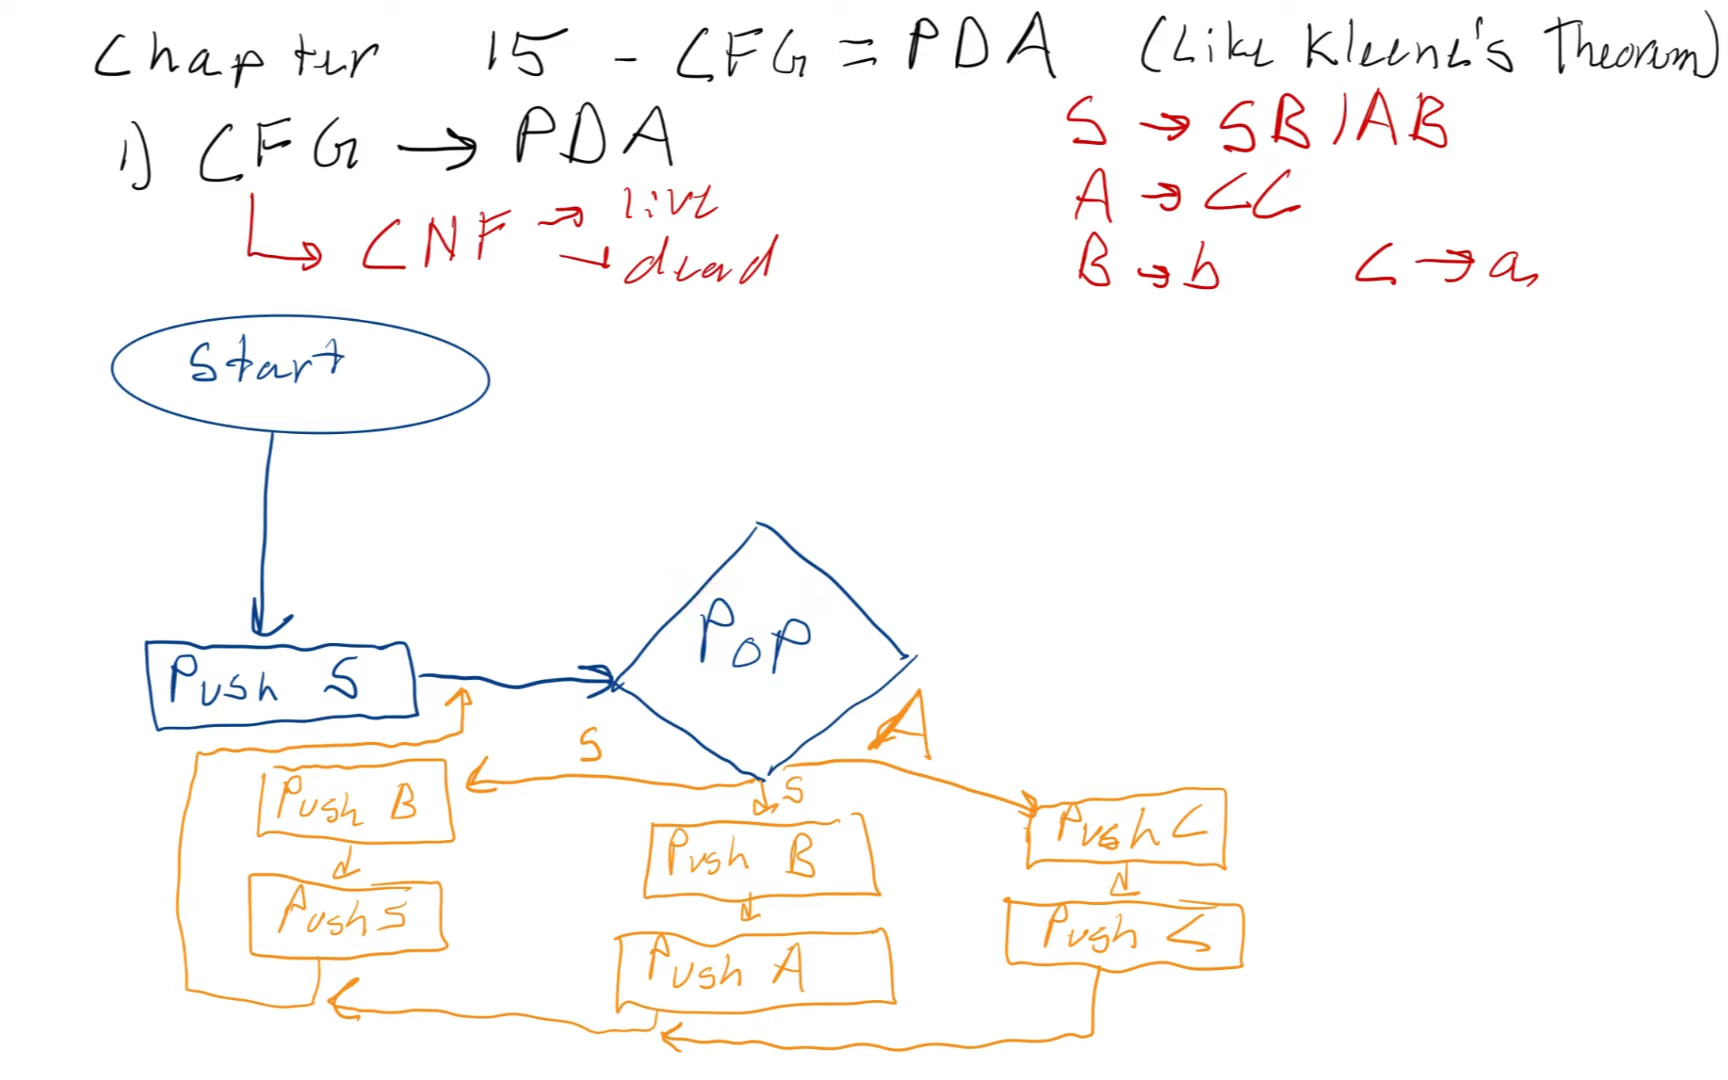 Chapter 15 - CFG = PDA (Like Kleene's Theorem)
1) CFG → PDA
S → SB | AB
A → CC
B → b C → a
↳ CNF → live
→ dead
Start
Push S
POP
S
S
A
Push B
Push S
Push B
Push A
Push C
Push C